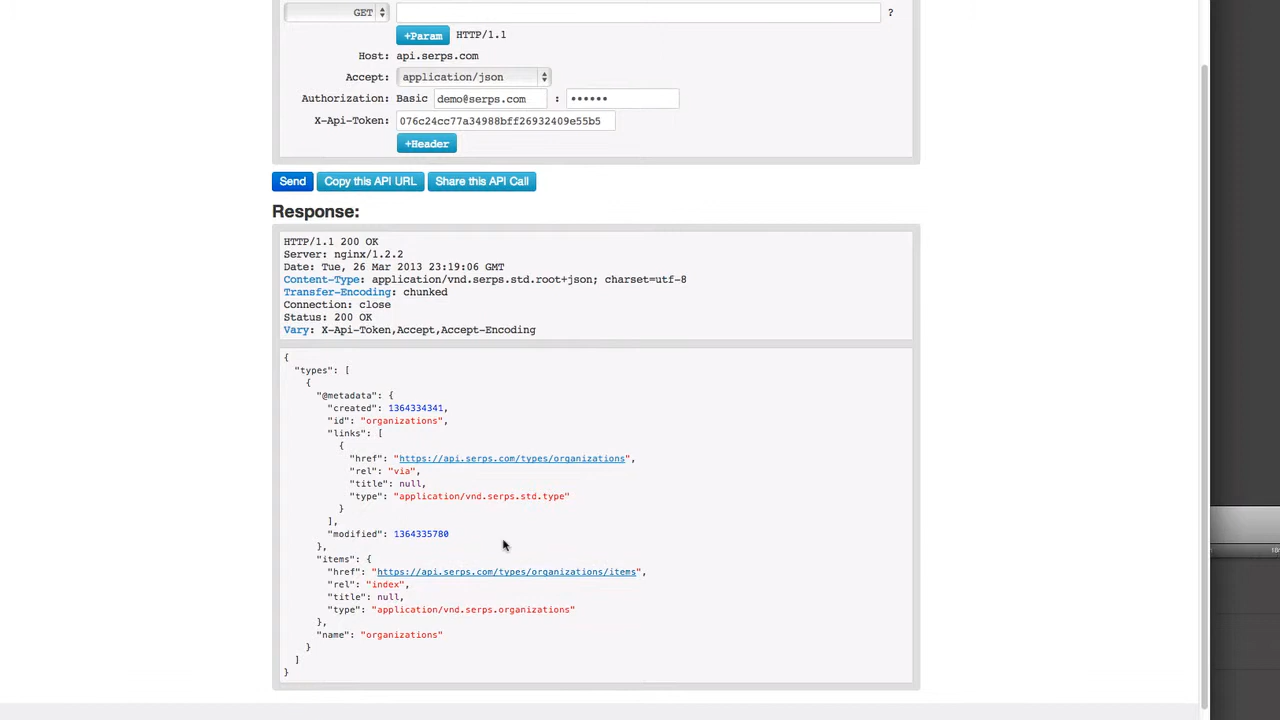 GET ?
+Param HTTP/1.1
Host: api.serps.com
Accept: application/json
Authorization: Basic demo@serps.com : ••••••
X-Api-Token: 076c24cc77a34988bff26932409e55b5
+Header
Send Copy this API URL Share this API Call
Response:
HTTP/1.1 200 OK
Server: nginx/1.2.2
Date: Tue, 26 Mar 2013 23:19:06 GMT
Content-Type: application/vnd.serps.std.root+json; charset=utf-8
Transfer-Encoding: chunked
Connection: close
Status: 200 OK
Vary: X-Api-Token,Accept,Accept-Encoding
{
"types": [
{
"@metadata": {
"created": 1364334341,
"id": "organizations",
"links": [
{
"href": "https://api.serps.com/types/organizations",
"rel": "via",
"title": null,
"type": "application/vnd.serps.std.type"
}
],
"modified": 1364335780
},
"items": {
"href": "https://api.serps.com/types/organizations/items",
"rel": "index",
"title": null,
"type": "application/vnd.serps.organizations"
},
"name": "organizations"
}
]
}